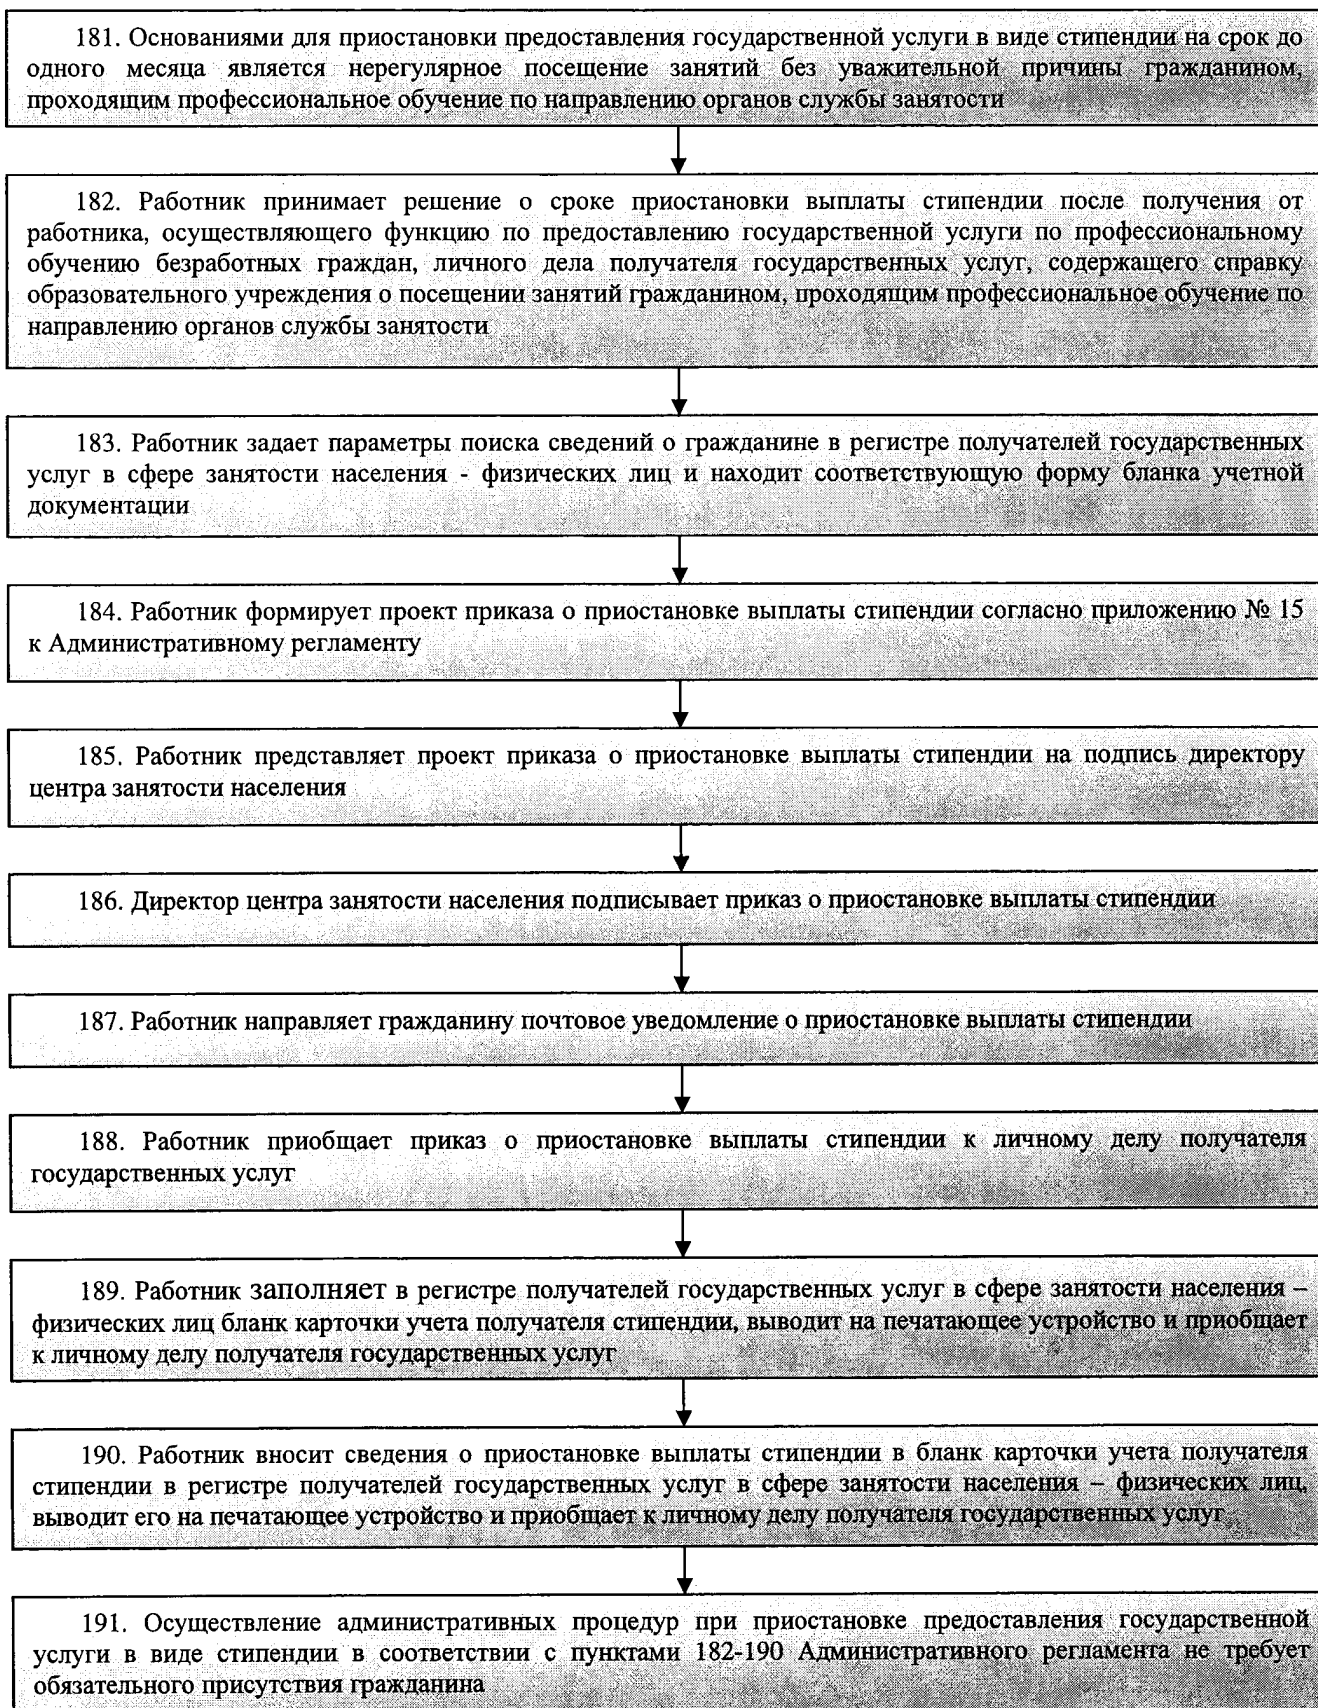 181. Основаниями для приостановки предоставления государственной услуги в виде стипендии на срок до
одного месяца является нерегулярное посещение занятий без уважительной причины гражданином,
проходящим профессиональное обучение по направлению органов службы занятости
182. Работник принимает решение о сроке приостановки выплаты стипендии после получения от
работника, осуществляющего функцию по предоставлению государственной услуги по профессиональному
обучению безработных граждан, личного дела получателя государственных услуг, содержащего справку
образовательного учреждения о посещении занятий гражданином, проходящим профессиональное обучение по
направлению органов службы занятости
183. Работник задает параметры поиска сведений о гражданине в регистре получателей государственных
услуг в сфере занятости населения - физических лиц и находит соответствующую форму бланка учетной
документации
184. Работник формирует проект приказа о приостановке выплаты стипендии согласно приложению № 15
к Административному регламенту
185. Работник представляет проект приказа о приостановке выплаты стипендии на подпись директору
центра занятости населения
186. Директор центра занятости населения подписывает приказ о приостановке выплаты стипендии
187. Работник направляет гражданину почтовое уведомление о приостановке выплаты стипендии
188. Работник приобщает приказ о приостановке выплаты стипендии к личному делу получателя
государственных услуг
189. Работник заполняет в регистре получателей государственных услуг в сфере занятости населения –
физических лиц бланк карточки учета получателя стипендии, выводит на печатающее устройство и приобщает
к личному делу получателя государственных услуг
190. Работник вносит сведения о приостановке выплаты стипендии в бланк карточки учета получателя
стипендии в регистре получателей государственных услуг в сфере занятости населения – физических лиц,
выводит его на печатающее устройство и приобщает к личному делу получателя государственных услуг
191. Осуществление административных процедур при приостановке предоставления государственной
услуги в виде стипендии в соответствии с пунктами 182-190 Административного регламента не требует
обязательного присутствия гражданина